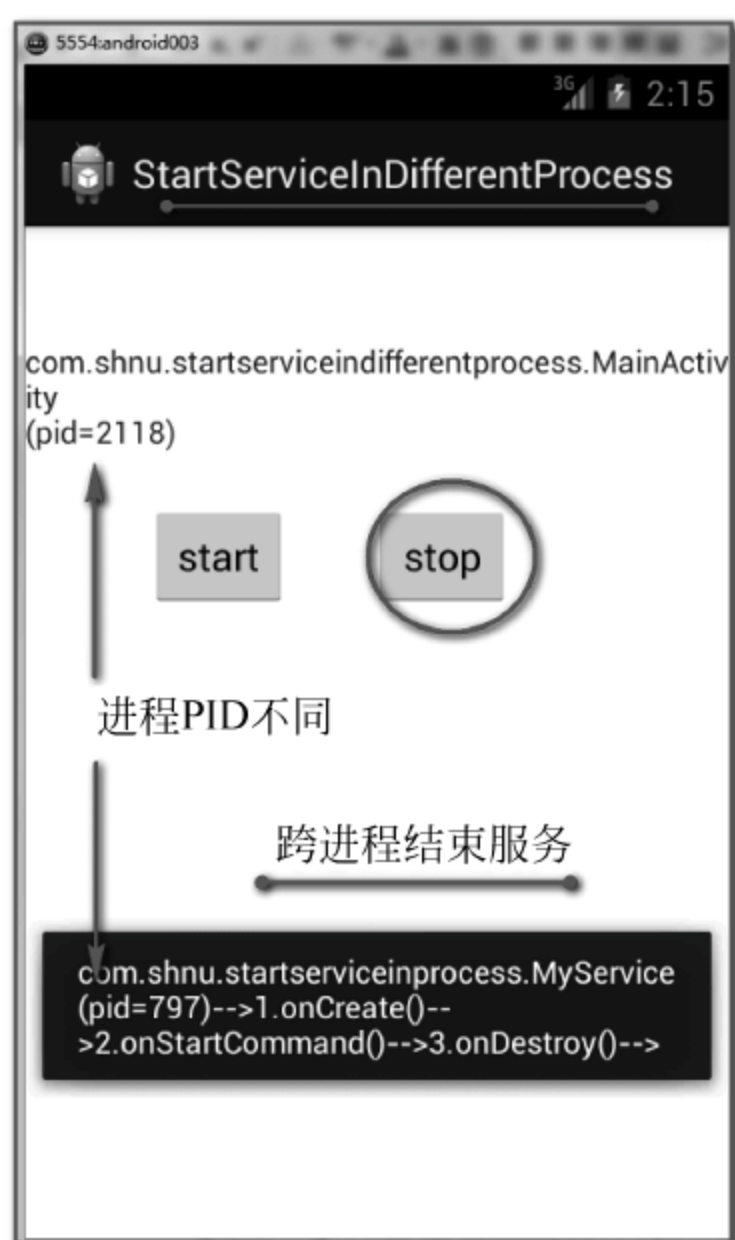 5554:android003
3G 2:15
StartServiceInDifferentProcess
com.shnu.startserviceindifferentprocess.MainActiv
ity
(pid=2118)
start stop
进程PID不同
跨进程结束服务
com.shnu.startserviceinprocess.MyService
(pid=797)-->1.onCreate()--
>2.onStartCommand()-->3.onDestroy()-->